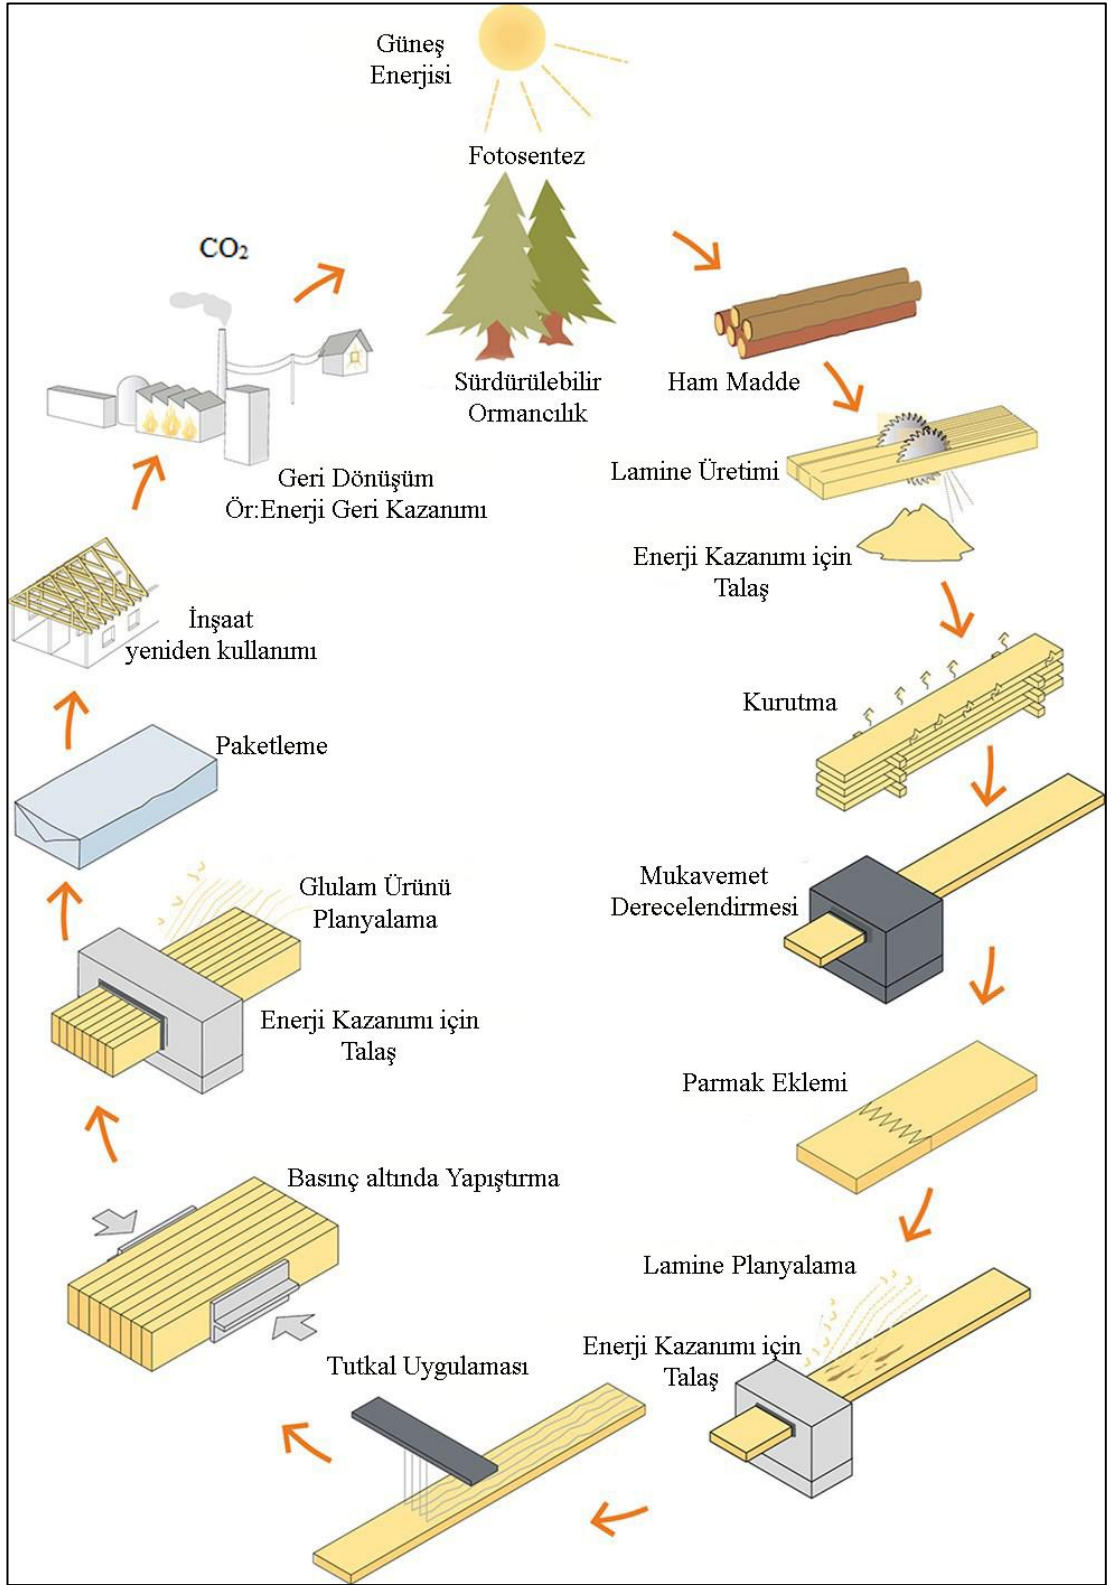 Güneş
Enerjisi
Fotosentez
Sürdürülebilir
Ormancılık
Ham Madde
Lamine Üretimi
Enerji Kazanımı için
Talaş
Kurutma
Mukavemet
Derecelendirmesi
Parmak Eklemi
Lamine Planyalama
Enerji Kazanımı için
Talaş
Tutkal Uygulaması
Basınç altında Yapıştırma
Glulam Ürünü
Planyalama
Enerji Kazanımı için
Talaş
Paketleme
İnşaat
yeniden kullanımı
Geri Dönüşüm
Ör:Enerji Geri Kazanımı
CO₂